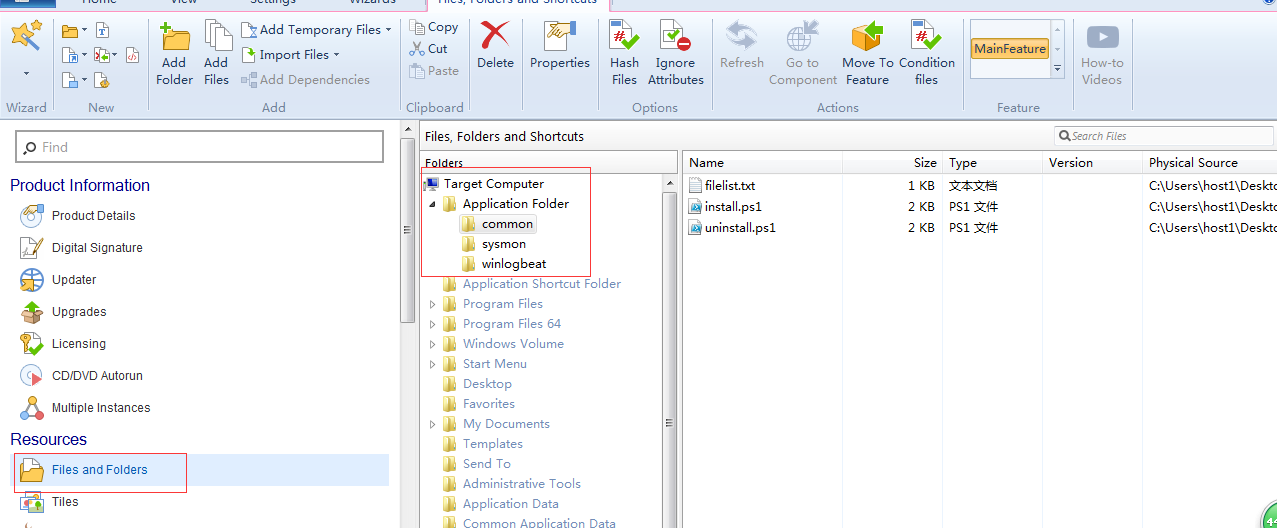 Home View Settings Wizards Files, Folders and Shortcuts
Add Folder
Add Files
Add Temporary Files
Import Files
Add Dependencies
Copy
Cut
Paste
Delete
Properties
Hash Files
Ignore Attributes
Refresh
Go to Component
Move To Feature
Condition files
MainFeature
How-to Videos
Wizard New Add Clipboard Options Actions Feature
Find
Product Information
Product Details
Digital Signature
Updater
Upgrades
Licensing
CD/DVD Autorun
Multiple Instances
Resources
Files and Folders
Tiles
Files, Folders and Shortcuts
Search Files
Folders
Target Computer
Application Folder
common
sysmon
winlogbeat
Application Shortcut Folder
Program Files
Program Files 64
Windows Volume
Start Menu
Desktop
Favorites
My Documents
Templates
Send To
Administrative Tools
Application Data
Common Application Data
Name Size Type Version Physical Source
filelist.txt 1 KB 文本文档 C:\Users\host1\Deskto
install.ps1 2 KB PS1 文件 C:\Users\host1\Deskto
uninstall.ps1 2 KB PS1 文件 C:\Users\host1\Deskto